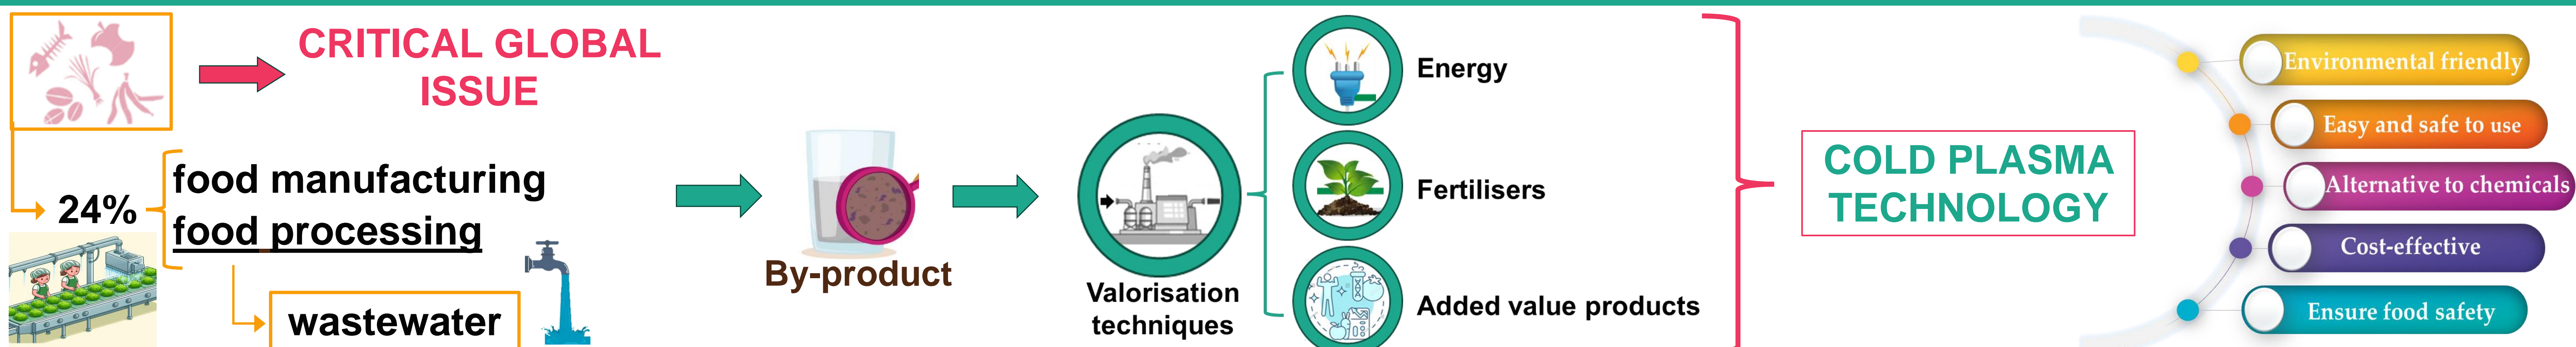 CRITICAL GLOBAL
ISSUE
24%
food manufacturing
food processing
wastewater
By-product
Valorisation
techniques
Energy
Fertilisers
Added value products
COLD PLASMA
TECHNOLOGY
Environmental friendly
Easy and safe to use
Alternative to chemicals
Cost-effective
Ensure food safety